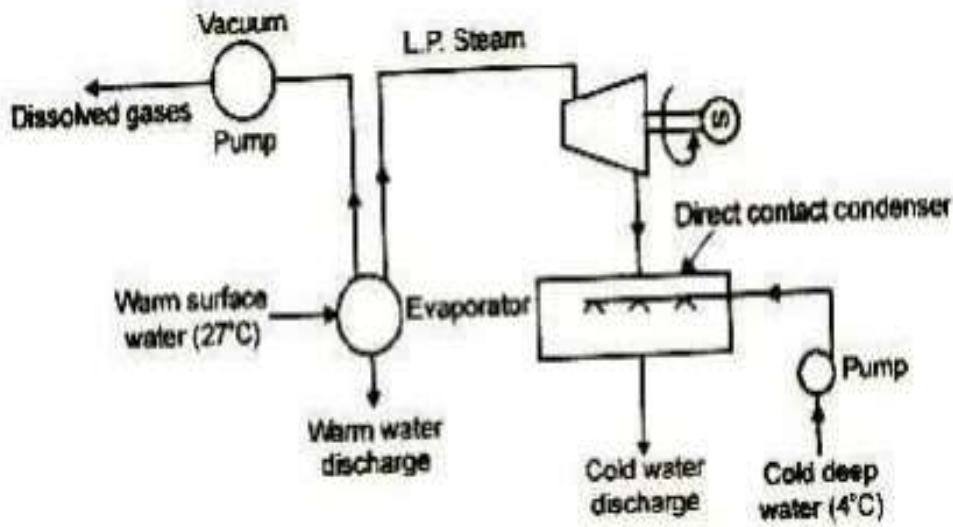 Vacuum
Pump
Dissolved gases
L.P. Steam
S
Direct contact condenser
Warm surface
water (27°C)
Evaporator
Pump
Warm water
discharge
Cold water
discharge
Cold deep
water (4°C)